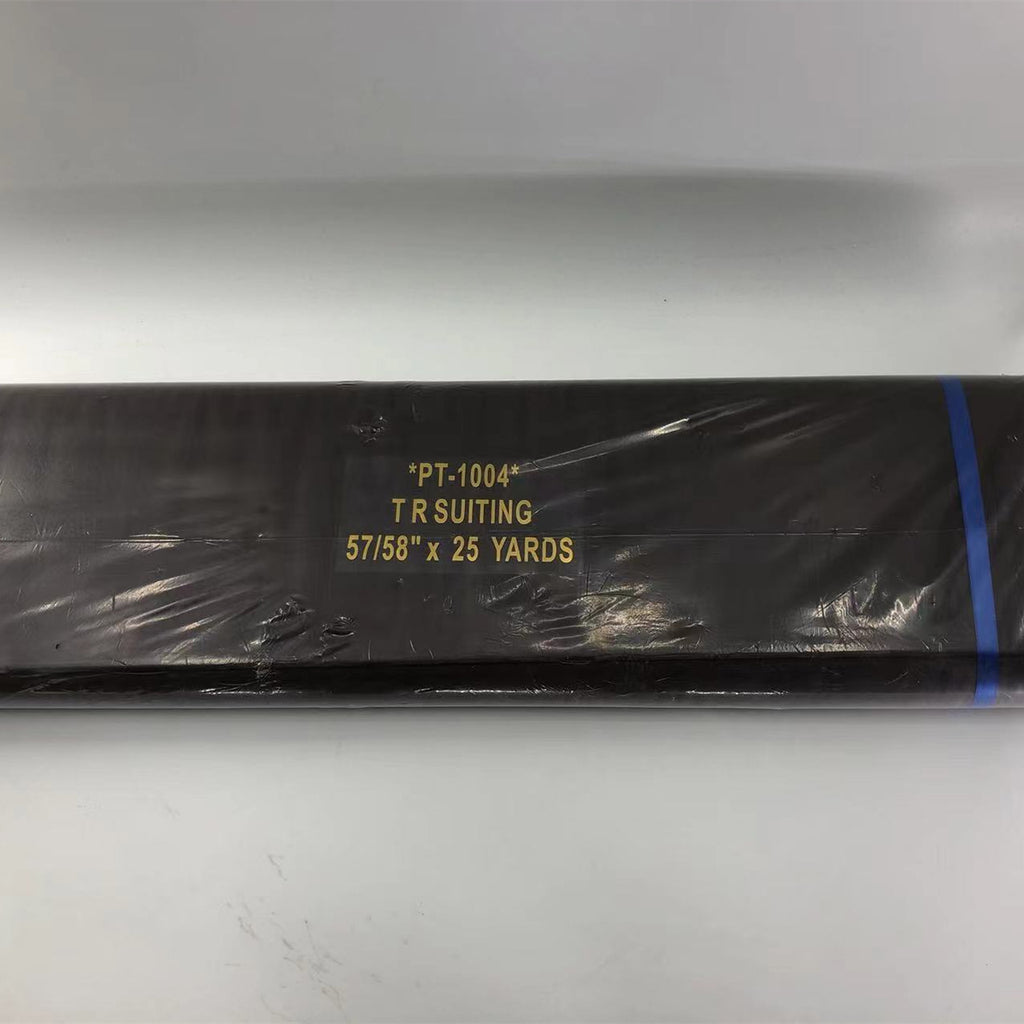 *PT-1004*
T R SUITING
57/58" x 25 YARDS